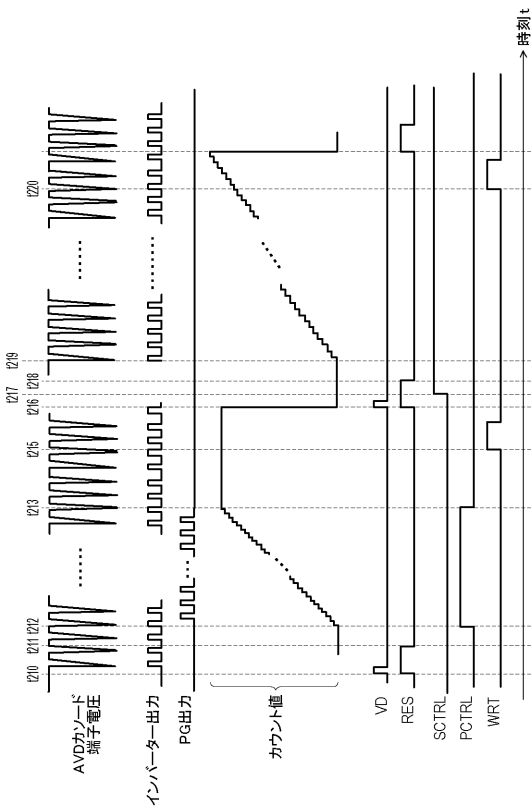 t210
t211
t212
t213
t215
t216
t217
t218
t219
t220
AVDカソード
端子電圧
インバーター出力
PG出力
カウント値
VD
RES
SCTRL
PCTRL
WRT
時刻t